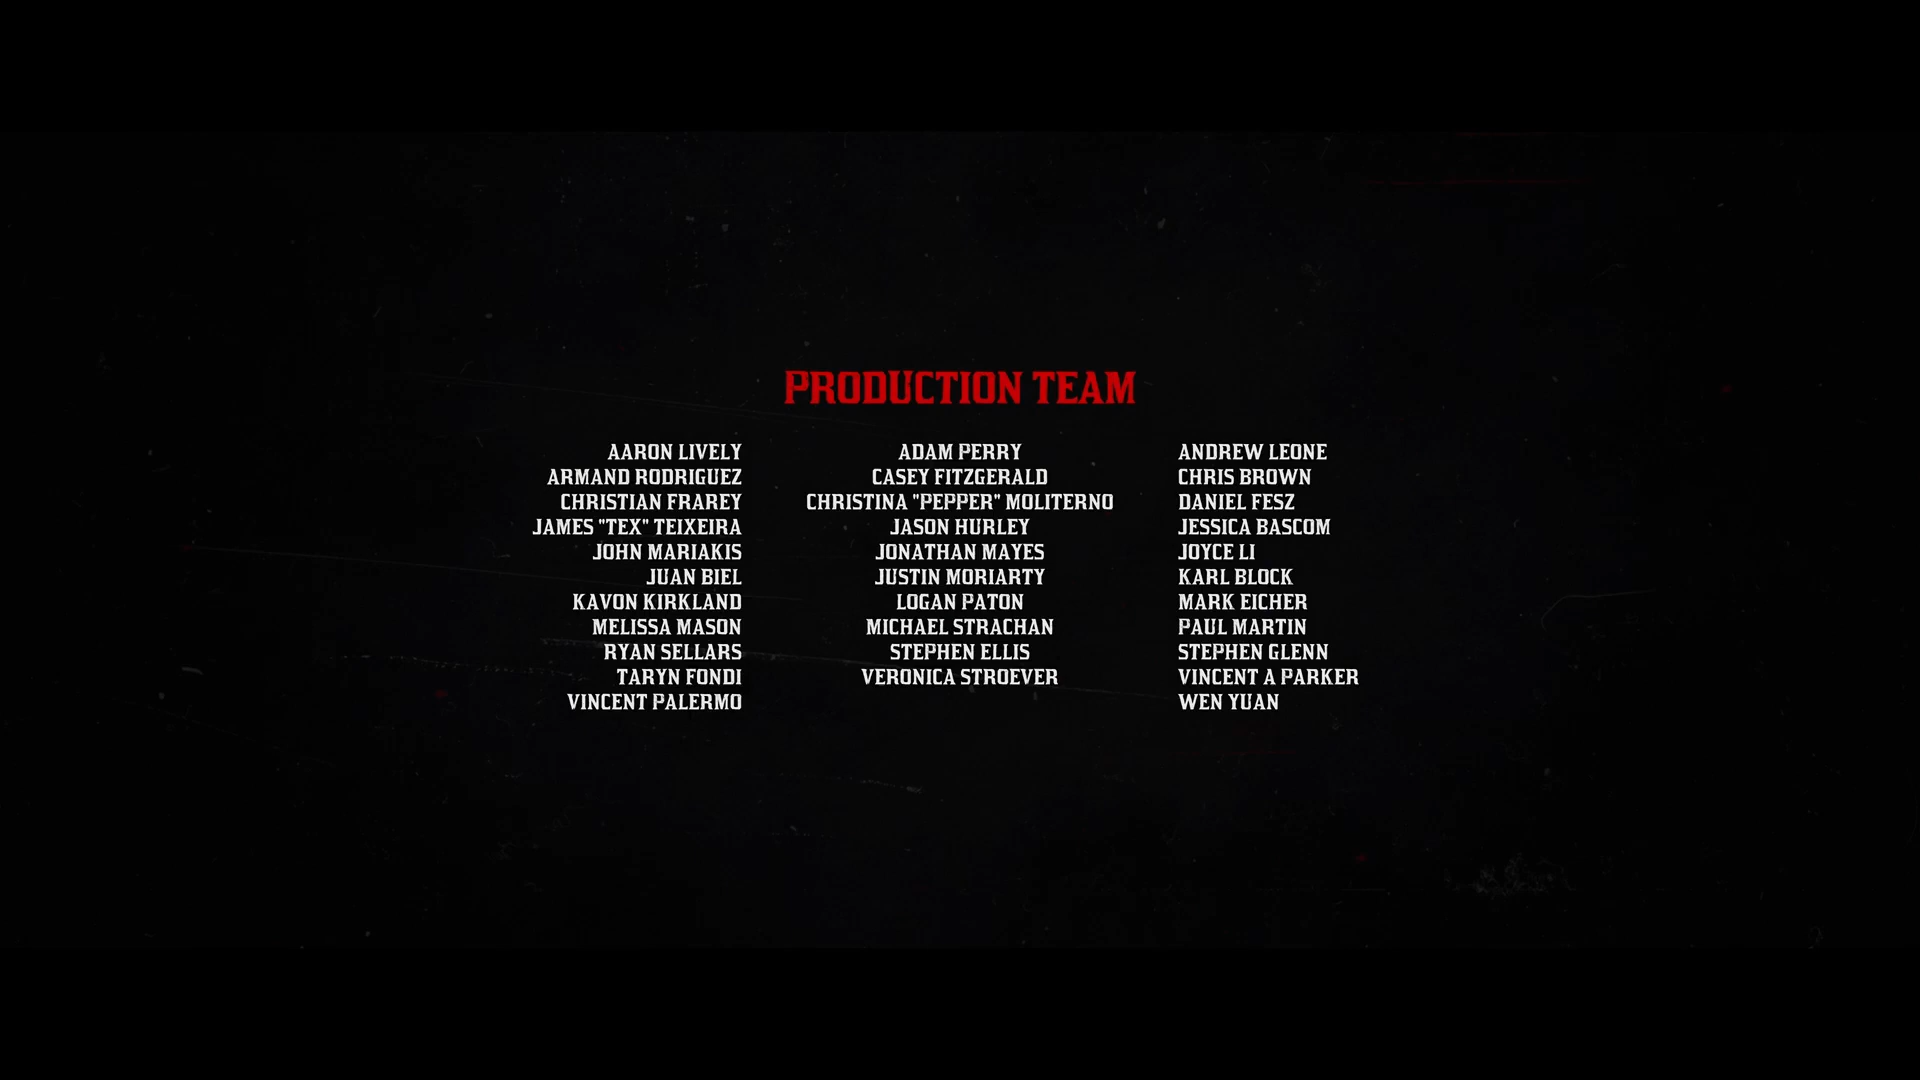 PRODUCTION TEAM
AARON LIVELY ADAM PERRY ANDREW LEONE
ARMAND RODRIGUEZ CASEY FITZGERALD CHRIS BROWN
CHRISTIAN FRAREY CHRISTINA "PEPPER" MOLITERNO DANIEL FESZ
JAMES "TEX" TEIXEIRA JASON HURLEY JESSICA BASCOM
JOHN MARIAKIS JONATHAN MAYES JOYCE LI
JUAN BIEL JUSTIN MORIARTY KARL BLOCK
KAVON KIRKLAND LOGAN PATON MARK EICHER
MELISSA MASON MICHAEL STRACHAN PAUL MARTIN
RYAN SELLARS STEPHEN ELLIS STEPHEN GLENN
TARYN FONDI VERONICA STROEVER VINCENT A PARKER
VINCENT PALERMO WEN YUAN